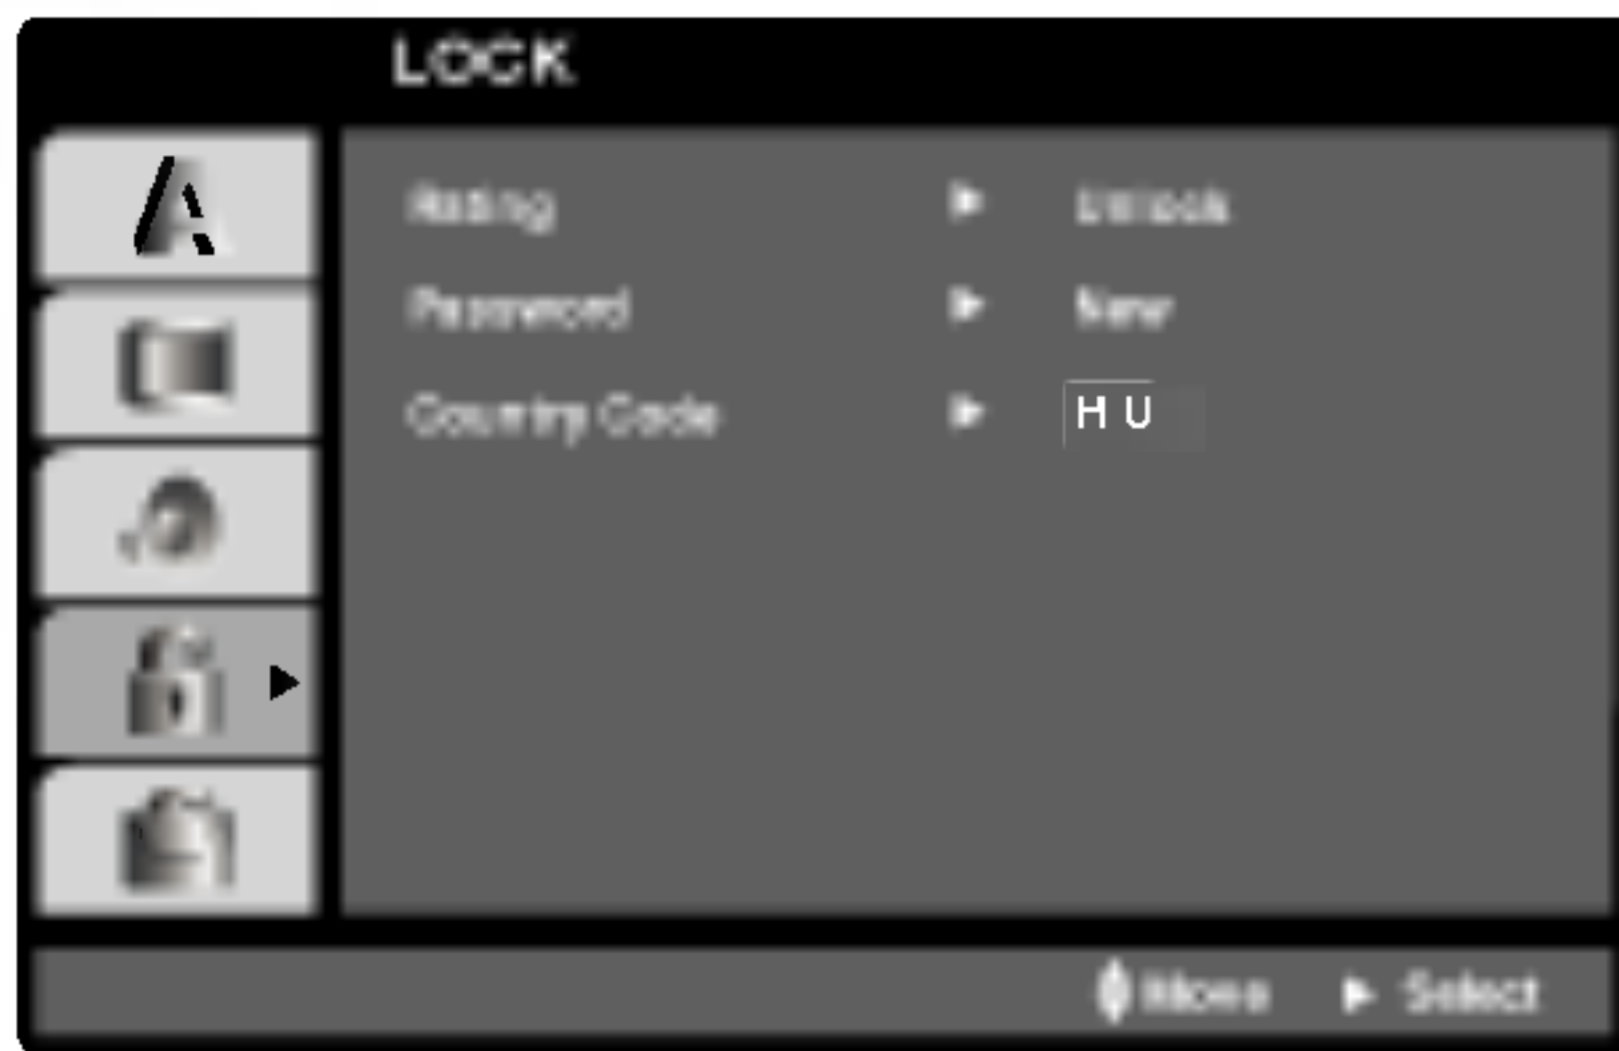 LOCK
Rating ▶ Unlock
Password ▶ New
Country Code ▶ H U
Move ▶ Select